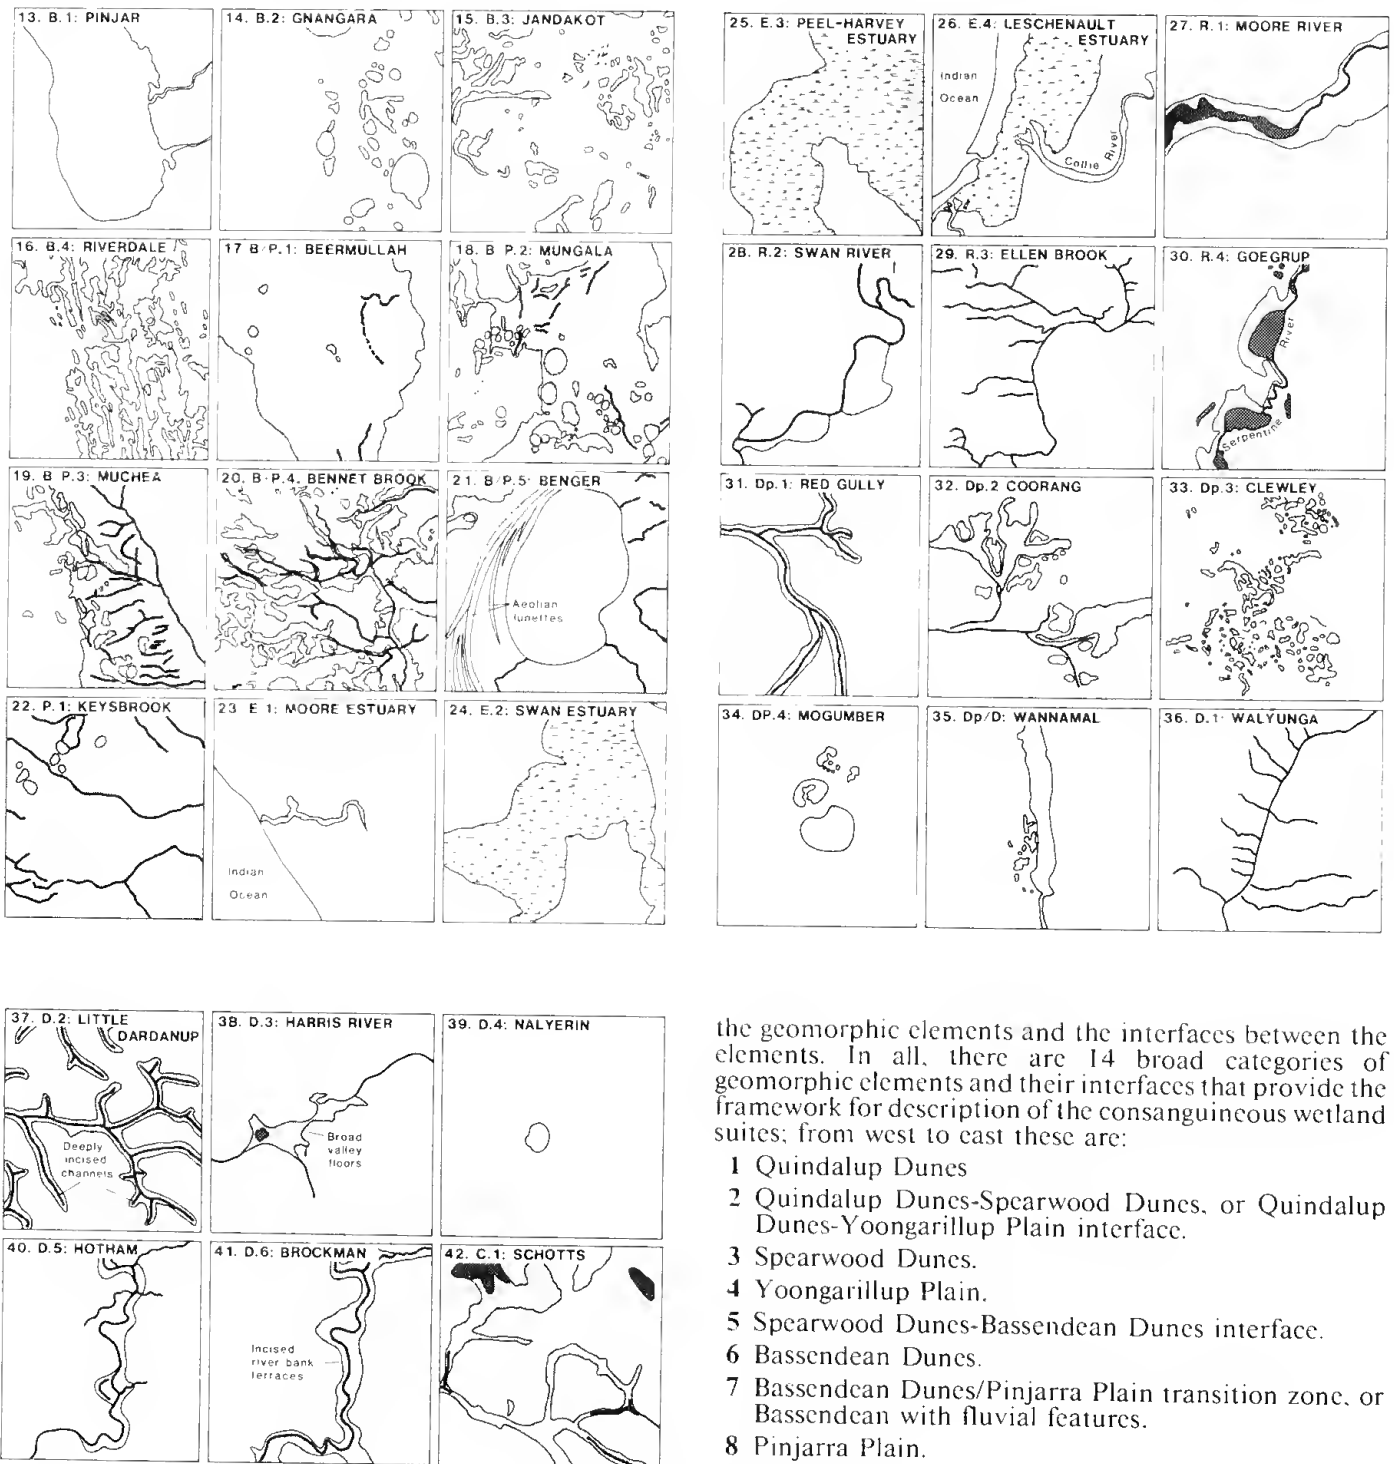 13. B.1: PINJAR
14. B.2: GNANGARA
15. B.3: JANDAKOT
16. B.4: RIVERDALE
17 B/P.1: BEERMULLAH
18. B P.2: MUNGALA
19. B P.3: MUCHEA
20. B·P.4. BENNET BROOK
21. B/P.5: BENGER
Aeolian
lunettes
22. P.1: KEYSBROOK
23 E 1: MOORE ESTUARY
Indian
Ocean
24. E.2: SWAN ESTUARY
25. E.3: PEEL-HARVEY
ESTUARY
26. E.4: LESCHENAULT
ESTUARY
Indian
Ocean
Collie River
27. R.1: MOORE RIVER
28. R.2: SWAN RIVER
29. R.3: ELLEN BROOK
30. R.4: GOEGRUP
Serpentine River
31. Dp.1: RED GULLY
32. Dp.2 COORANG
33. Dp.3: CLEWLEY
34. DP.4: MOGUMBER
35. Dp/D: WANNAMAL
36. D.1: WALYUNGA
37. D.2: LITTLE
DARDANUP
Deeply
incised
channels
38. D.3: HARRIS RIVER
Broad
valley
floors
39. D.4: NALYERIN
40. D.5: HOTHAM
41. D.6: BROCKMAN
Incised
river bank
terraces
42. C.1: SCHOTTS
the geomorphic elements and the interfaces between the
elements. In all, there are 14 broad categories of
geomorphic elements and their interfaces that provide the
framework for description of the consanguineous wetland
suites; from west to east these are:
1 Quindalup Dunes
2 Quindalup Dunes-Spearwood Dunes, or Quindalup
Dunes-Yoongarillup Plain interface.
3 Spearwood Dunes.
4 Yoongarillup Plain.
5 Spearwood Dunes-Bassendean Dunes interface.
6 Bassendean Dunes.
7 Bassendean Dunes/Pinjarra Plain transition zone, or
Bassendean with fluvial features.
8 Pinjarra Plain.